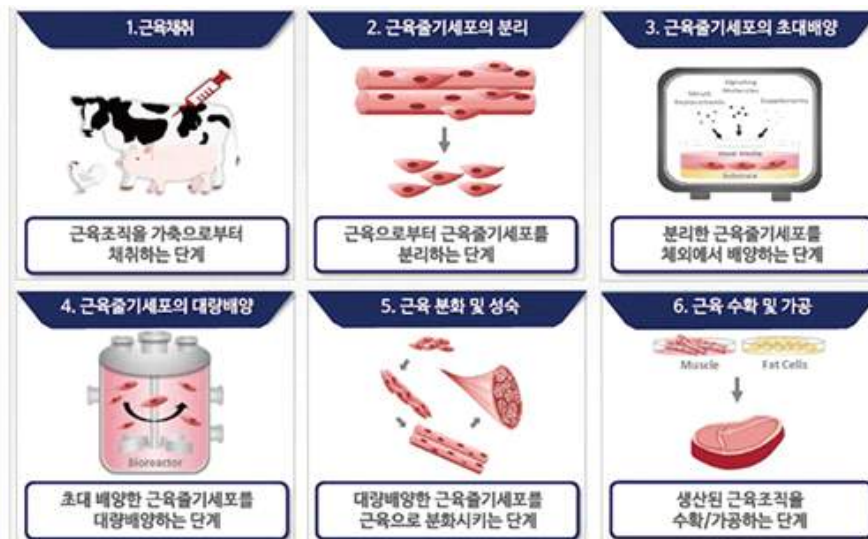 1.근육채취
2. 근육줄기세포의 분리
3. 근육줄기세포의 초대배양
Signaling
Molecules
Serum
Replacements
Supplements
Substrate
근육조직을 가축으로부터
채취하는 단계
근육으로부터 근육줄기세포를
분리하는 단계
분리한 근육줄기세포를
체외에서 배양하는 단계
4. 근육줄기세포의 대량배양
5. 근육 분화 및 성숙
6. 근육 수확 및 가공
Bioreactor
Muscle
Fat Cells
초대 배양한 근육줄기세포를
대량배양하는 단계
대량배양한 근육줄기세포를
근육으로 분화시키는 단계
생산된 근육조직을
수확/가공하는 단계